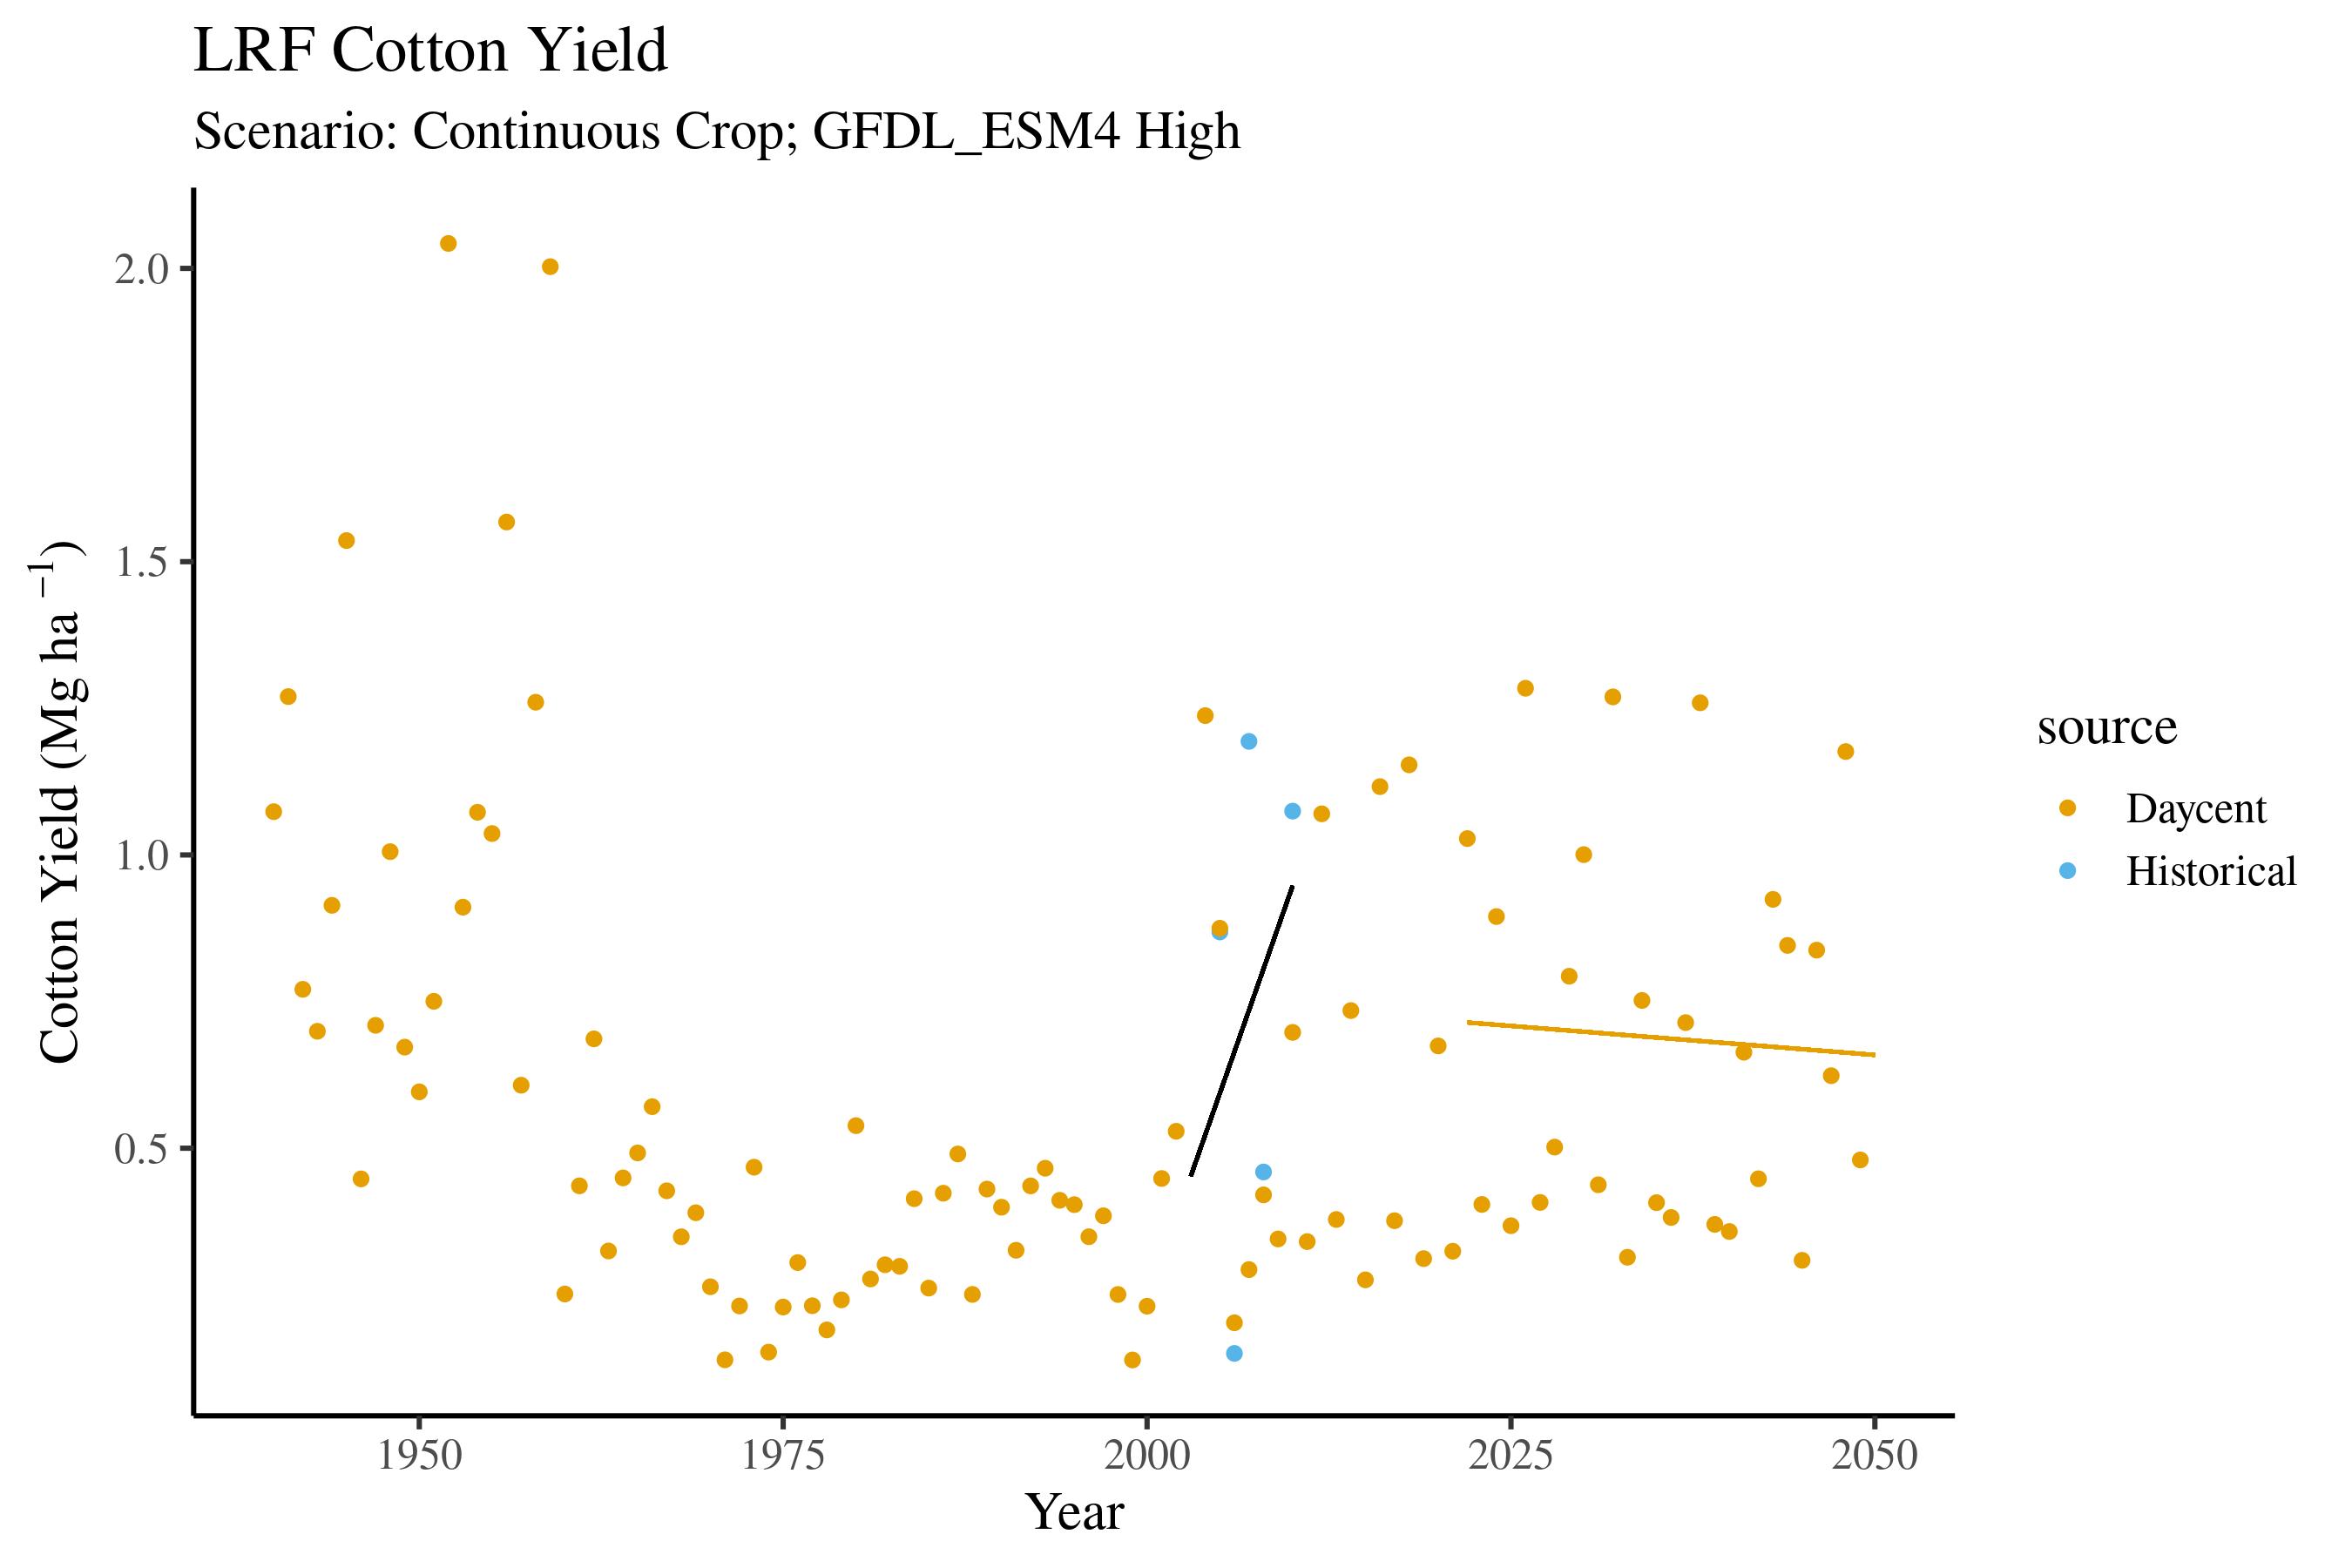 LRF Cotton Yield
Scenario: Continuous Crop; GFDL_ESM4 High
Cotton Yield (Mg ha −1)
2.0
1.5
1.0
0.5
1950
1975
2000
2025
2050
Year
source
Daycent
Historical